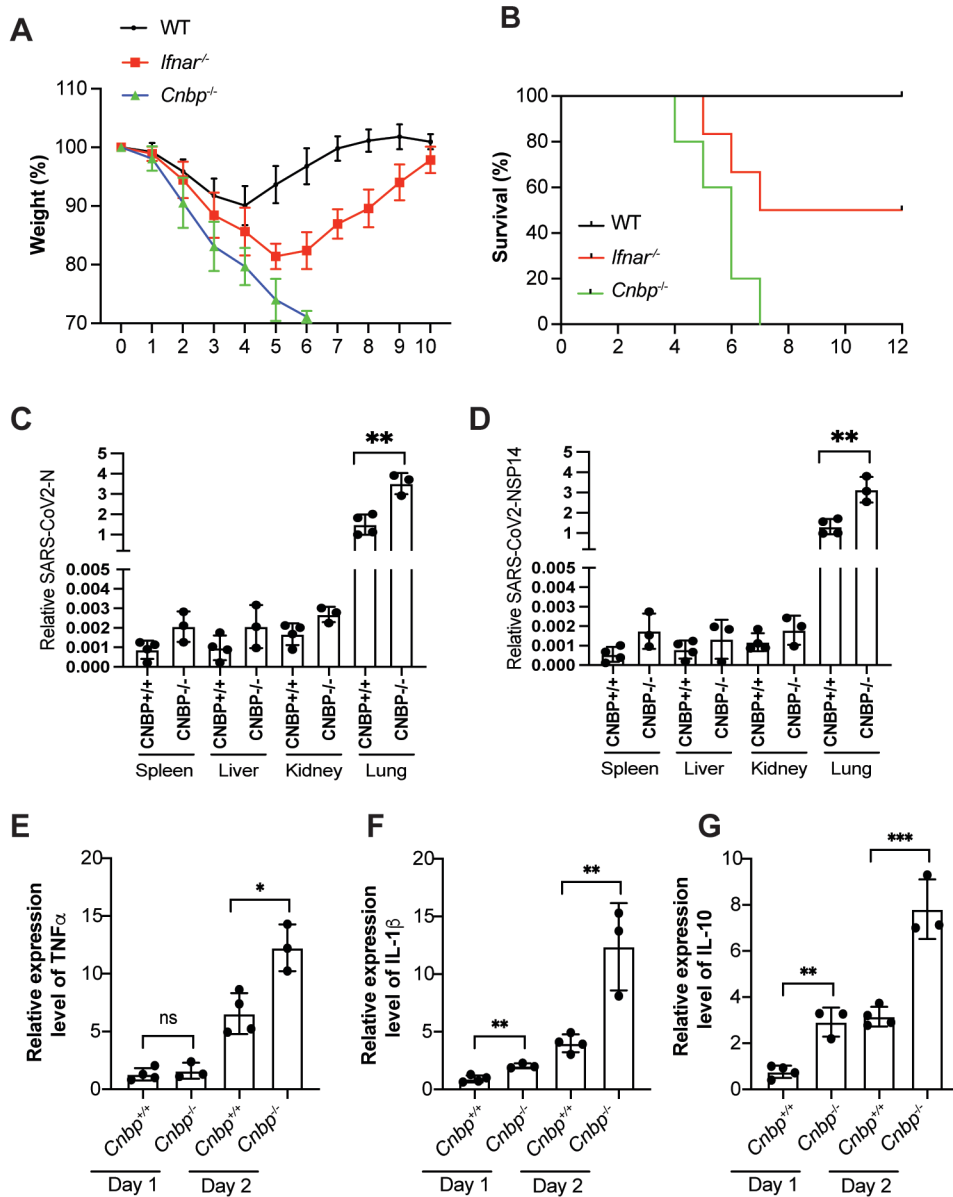 A
WT
Ifnar-/-
Cnbp-/-
Weight (%)
110
100
90
80
70
0 1 2 3 4 5 6 7 8 9 10
B
Survival (%)
100
80
60
40
20
0
WT
Ifnar-/-
Cnbp-/-
0 2 4 6 8 10 12
C
Relative SARS-CoV2-N
5
4
3
2
1
0.005
0.004
0.003
0.002
0.001
0.000
**
CNBP+/+ CNBP-/- CNBP+/+ CNBP-/- CNBP+/+ CNBP-/- CNBP+/+ CNBP-/-
Spleen Liver Kidney Lung
D
Relative SARS-CoV2-NSP14
5
4
3
2
1
0.005
0.004
0.003
0.002
0.001
0.000
**
CNBP+/+ CNBP-/- CNBP+/+ CNBP-/- CNBP+/+ CNBP-/- CNBP+/+ CNBP-/-
Spleen Liver Kidney Lung
E
Relative expression
level of TNFα
20
15
10
5
0
ns
*
Cnbp+/+ Cnbp-/- Cnbp+/+ Cnbp-/-
Day 1 Day 2
F
Relative expression
level of IL-1β
20
15
10
5
0
**
**
Cnbp+/+ Cnbp-/- Cnbp+/+ Cnbp-/-
Day 1 Day 2
G
Relative expression
level of IL-10
10
8
6
4
2
0
**
***
Cnbp+/+ Cnbp-/- Cnbp+/+ Cnbp-/-
Day 1 Day 2